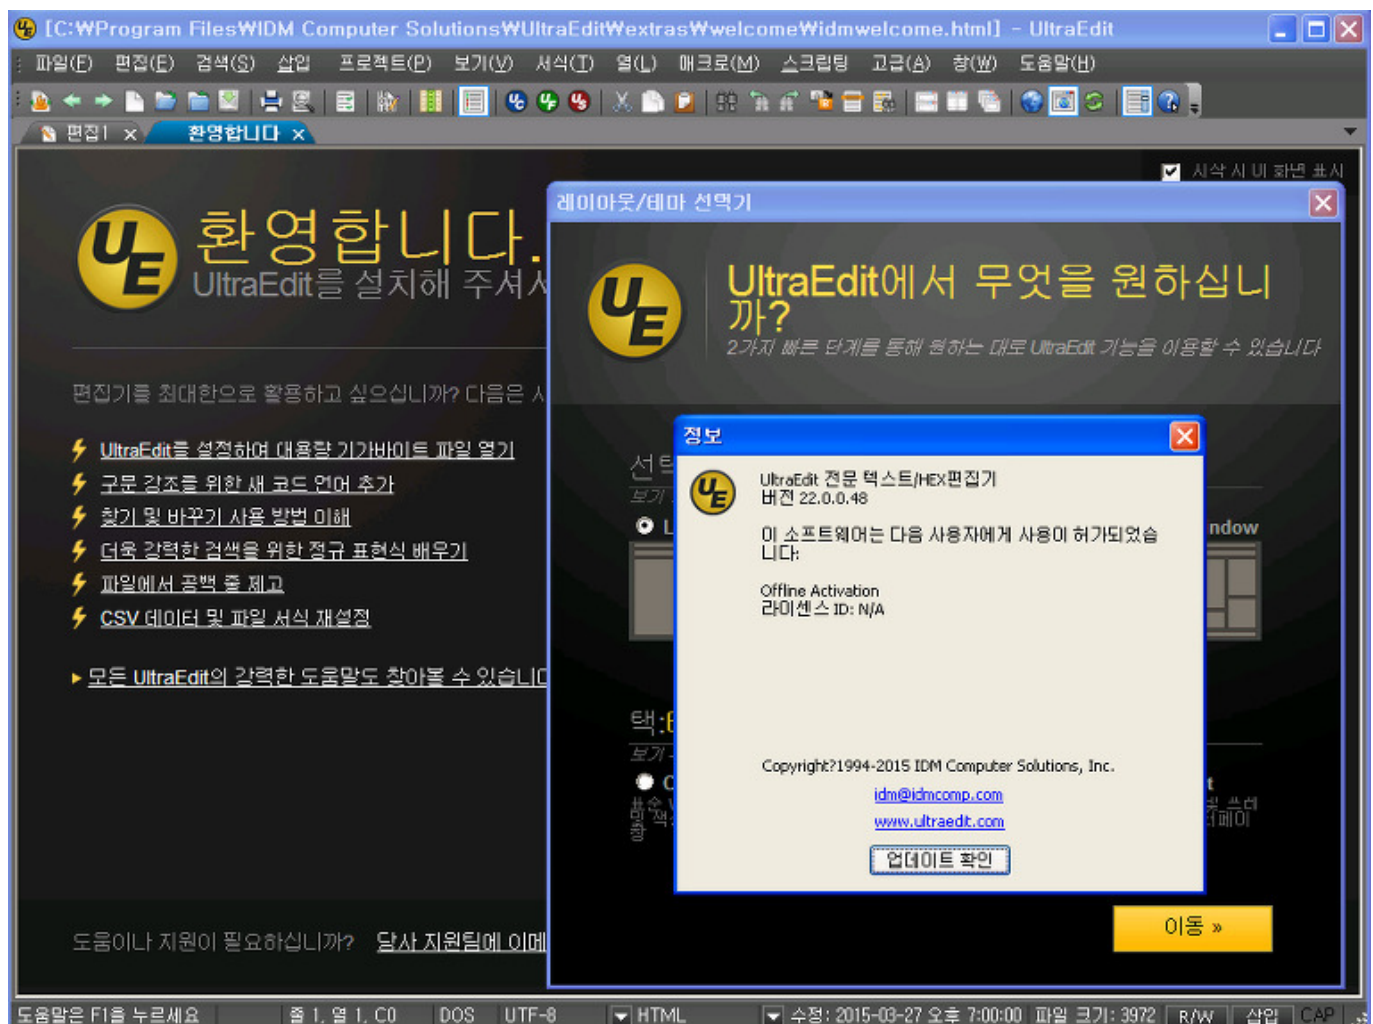 [C:\Program Files\IDM Computer Solutions\UltraEdit\extras\welcome\idmwelcome.html] - UltraEdit
파일(F) 편집(E) 검색(S) 삽입 프로젝트(P) 보기(V) 서식(T) 열(L) 매크로(M) 스크립팅 고급(A) 창(W) 도움말(H)
편집1 x 환영합니다 x
시작 시 UI 화면 표시
환영합니다.
UltraEdit를 설치해 주셔서
편집기를 최대한으로 활용하고 싶으십니까? 다음은
UltraEdit를 설정하여 대용량 기가바이트 파일 열기
구문 강조를 위한 새 코드 언어 추가
찾기 및 바꾸기 사용 방법 이해
더욱 강력한 검색을 위한 정규 표현식 배우기
파일에서 공백 줄 제고
CSV 데이터 및 파일 서식 재설정
모든 UltraEdit의 강력한 도움말도 찾아볼 수 있습니다
도움이나 지원이 필요하십니까? 당사 지원팀에 이메
레이아웃/테마 선택기
UltraEdit에서 무엇을 원하십니
까?
2가지 빠른 단계를 통해 원하는 대로 UltraEdit 기능을 이용할 수 있습니다
선택
보기
L
ndow
택:
보기
정보
UltraEdit 전문 텍스트/HEX편집기
버전 22.0.0.48
이 소프트웨어는 다음 사용자에게 사용이 허가되었습
니다:
Offline Activation
라이센스 ID: N/A
Copyright?1994-2015 IDM Computer Solutions, Inc.
idm@idmcomp.com
www.ultraedit.com
업데이트 확인
이동 »
도움말은 F1을 누르세요 줄 1, 열 1, C0 DOS UTF-8 HTML 수정: 2015-03-27 오후 7:00:00 파일 크기: 3972 R/W 삽입 CAP